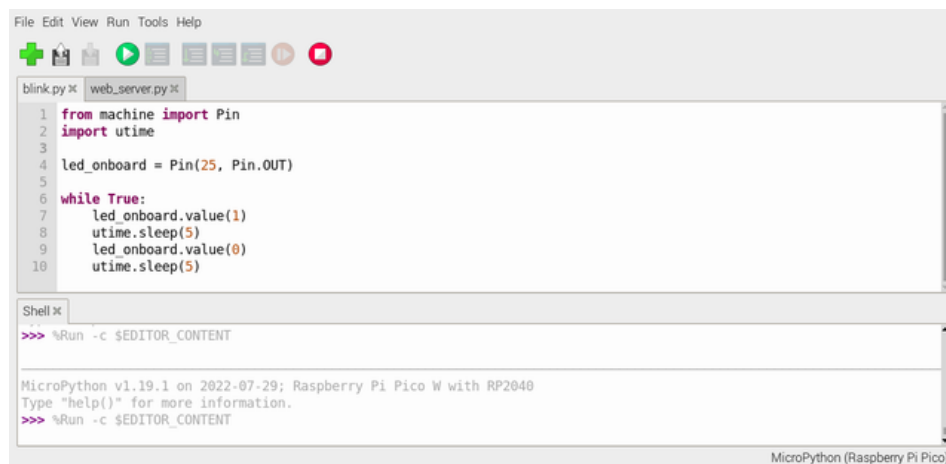 File Edit View Run Tools Help
blink.py web_server.py
1 from machine import Pin
2 import utime
3
4 led_onboard = Pin(25, Pin.OUT)
5
6 while True:
7     led_onboard.value(1)
8     utime.sleep(5)
9     led_onboard.value(0)
10     utime.sleep(5)
Shell
>>> %Run -c $EDITOR_CONTENT
MicroPython v1.19.1 on 2022-07-29; Raspberry Pi Pico W with RP2040
Type "help()" for more information.
>>> %Run -c $EDITOR_CONTENT
MicroPython (Raspberry Pi Pico